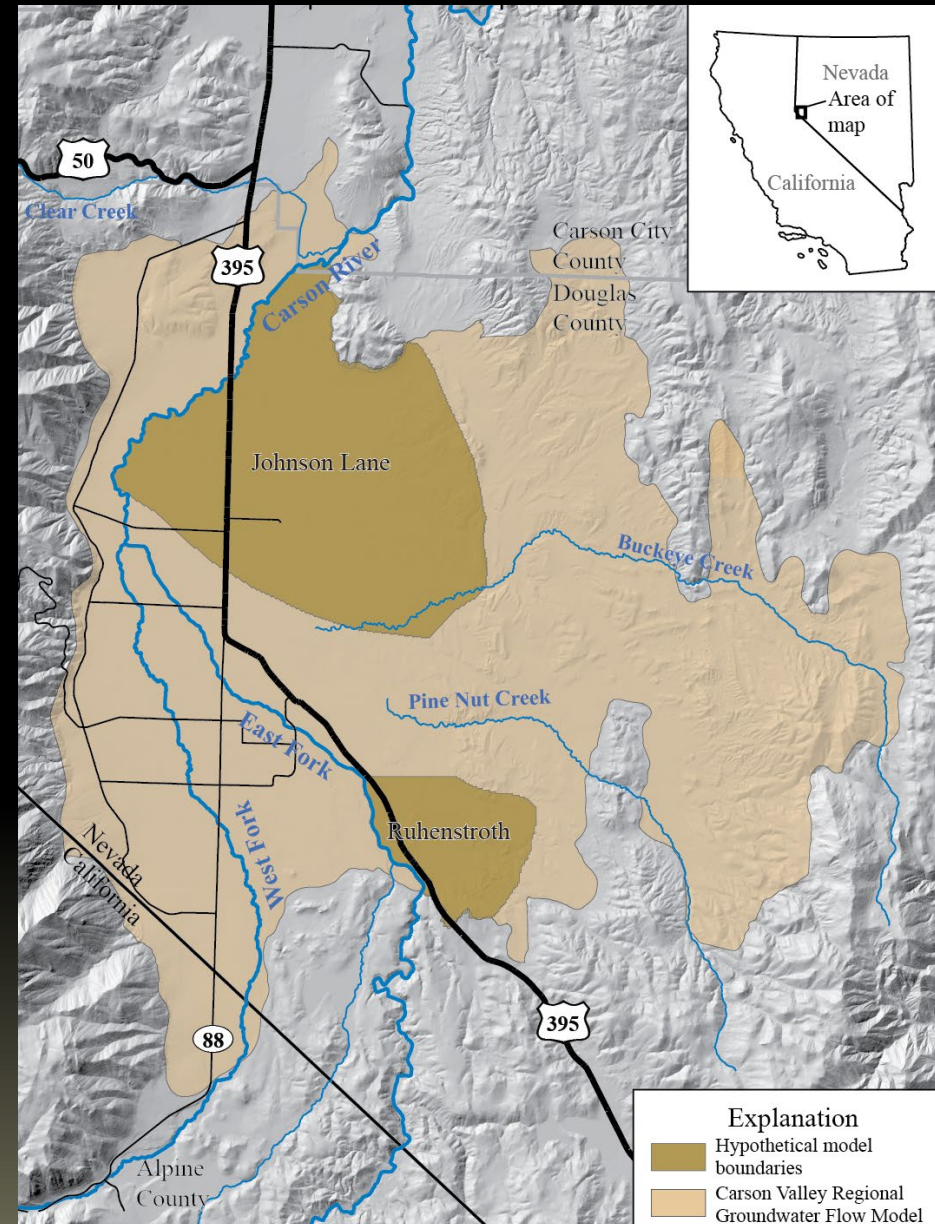 Nevada
Area of
map
California
50
Clear Creek
395
Carson River
Carson City
County
Douglas
County
Johnson Lane
Buckeye Creek
Pine Nut Creek
East Fork
Ruhenstroth
West Fork
Nevada
California
88
395
Alpine
County
Explanation
Hypothetical model
boundaries
Carson Valley Regional
Groundwater Flow Model